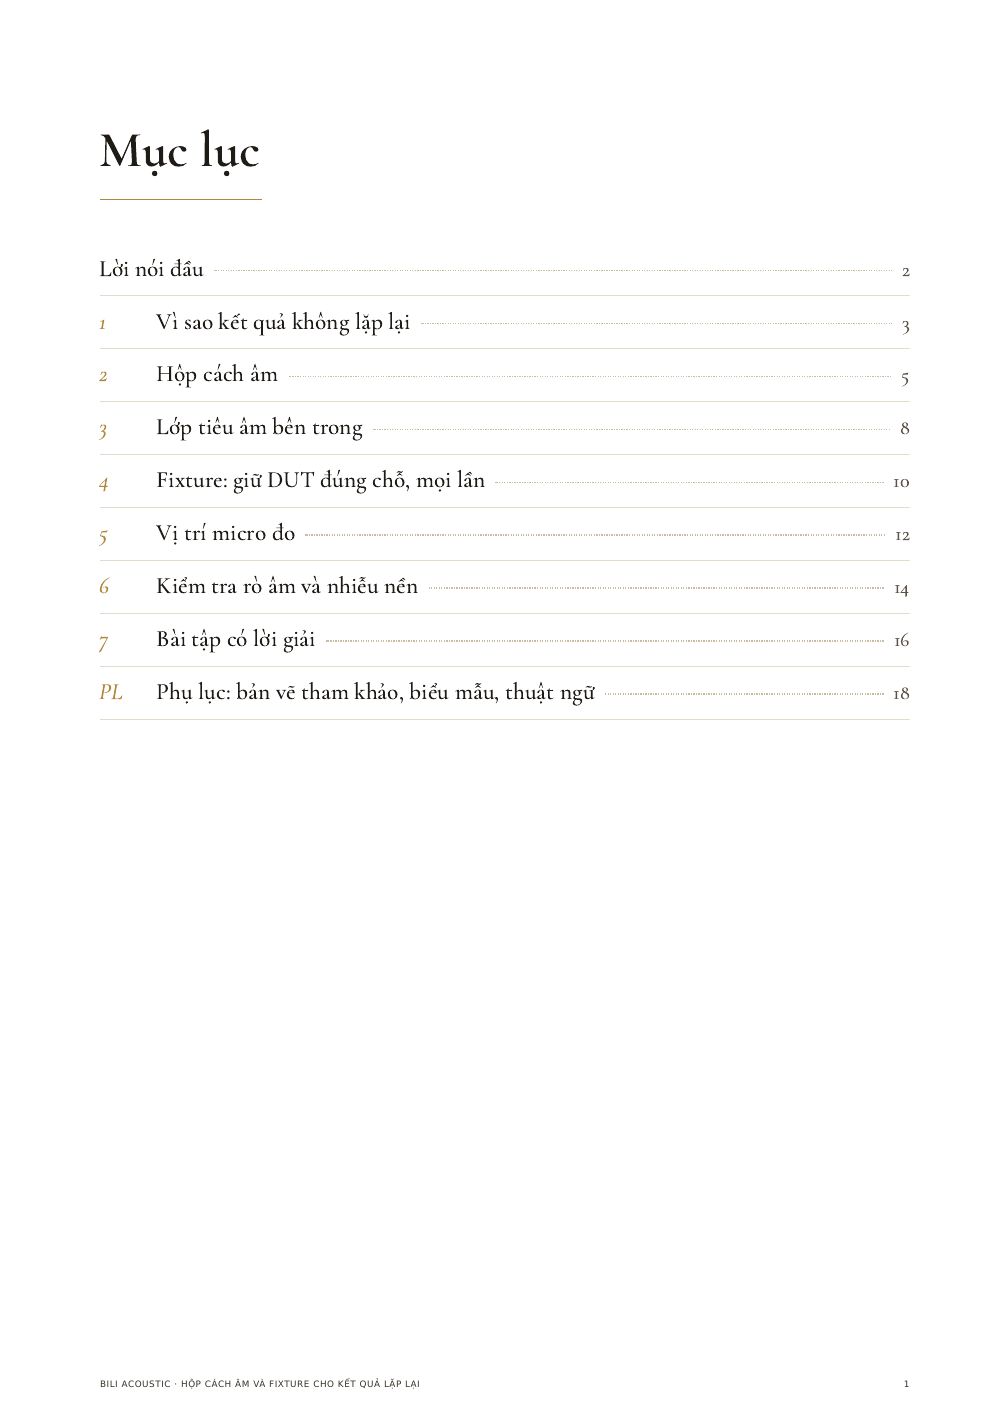 Mục lục
Lời nói đầu 2
1 Vì sao kết quả không lặp lại 3
2 Hộp cách âm 5
3 Lớp tiêu âm bên trong 8
4 Fixture: giữ DUT đúng chỗ, mọi lần 10
5 Vị trí micro đo 12
6 Kiểm tra rò âm và nhiễu nền 14
7 Bài tập có lời giải 16
PL Phụ lục: bản vẽ tham khảo, biểu mẫu, thuật ngữ 18
BILI ACOUSTIC · HỘP CÁCH ÂM VÀ FIXTURE CHO KẾT QUẢ LẶP LẠI 1